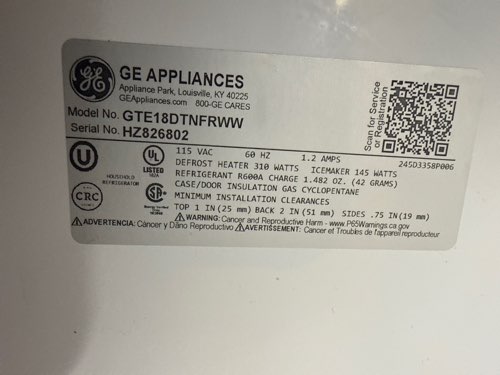 GE APPLIANCES
Appliance Park, Louisville, KY 40225
GEAppliances.com 800-GE CARES
Model No. GTE18DTNFRWW
Serial No. HZ826802
Scan for Service
or Registration
245D3358P006
U
UL
LISTED
HOUSEHOLD
REFRIGERATOR
CRC
115 VAC 60 HZ 1.2 AMPS
DEFROST HEATER 310 WATTS ICEMAKER 145 WATTS
REFRIGERANT R600A CHARGE 1.482 OZ. (42 GRAMS)
CASE/DOOR INSULATION GAS CYCLOPENTANE
MINIMUM INSTALLATION CLEARANCES
TOP 1 IN(25 mm) BACK 2 IN(51 mm) SIDES .75 IN(19 mm)
WARNING: Cancer and Reproductive Harm - www.P65Warnings.ca.gov
ADVERTENCIA: Cáncer y Daño Reproductivo AVERTISSEMENT: Cancer et Troubles de l'appareil reproducteur